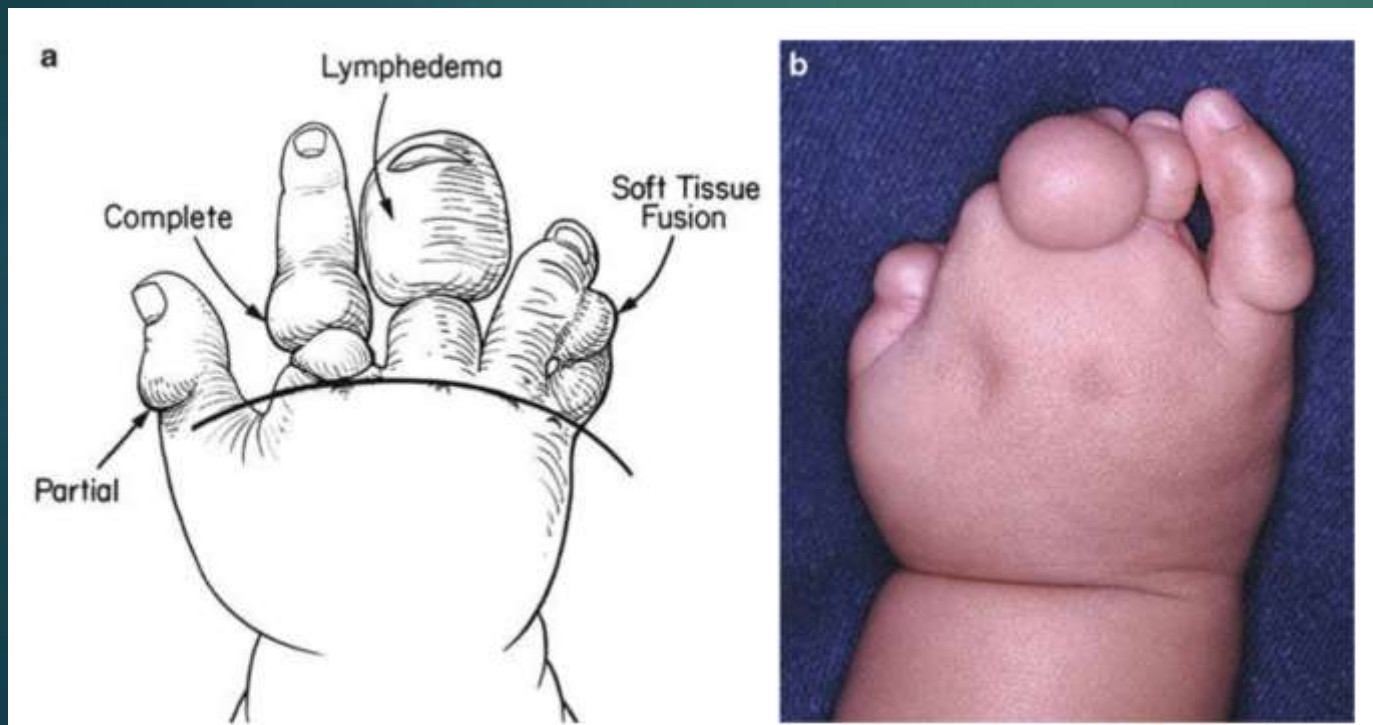 a
Lymphedema
Complete
Soft Tissue
Fusion
Partial
b